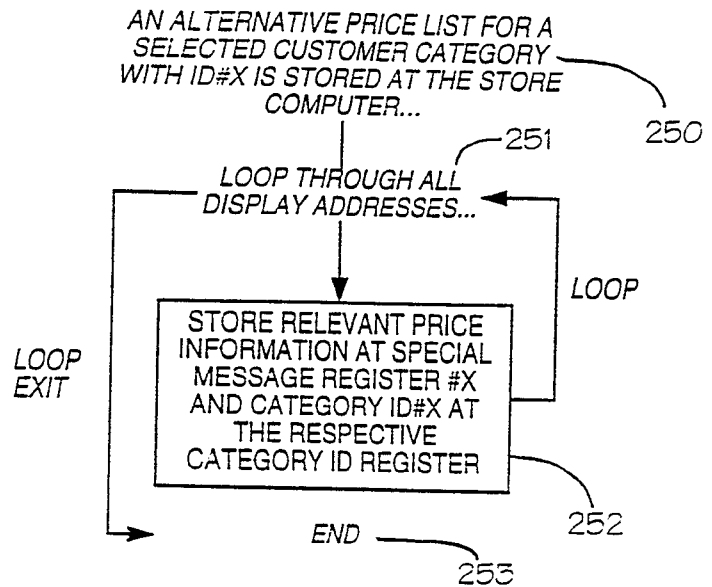 AN ALTERNATIVE PRICE LIST FOR A
SELECTED CUSTOMER CATEGORY
WITH ID#X IS STORED AT THE STORE
COMPUTER...
250
251
LOOP THROUGH ALL
DISPLAY ADDRESSES...
LOOP
LOOP
EXIT
STORE RELEVANT PRICE
INFORMATION AT SPECIAL
MESSAGE REGISTER #X
AND CATEGORY ID#X AT
THE RESPECTIVE
CATEGORY ID REGISTER
252
END
253